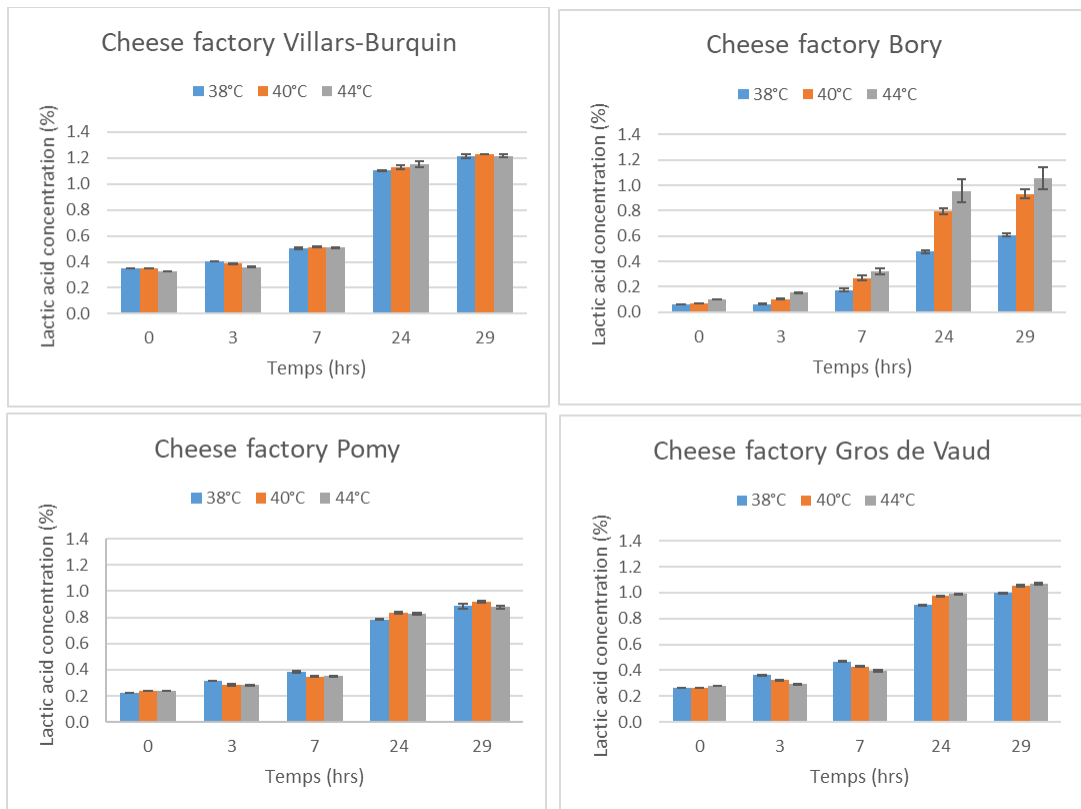 Cheese factory Villars-Burquin
38°C 40°C 44°C
Lactic acid concentration (%)
1.4
1.2
1.0
0.8
0.6
0.4
0.2
0.0
0 3 7 24 29
Temps (hrs)
Cheese factory Bory
38°C 40°C 44°C
Lactic acid concentration (%)
1.4
1.2
1.0
0.8
0.6
0.4
0.2
0.0
0 3 7 24 29
Temps (hrs)
Cheese factory Pomy
38°C 40°C 44°C
Lactic acid concentration (%)
1.4
1.2
1.0
0.8
0.6
0.4
0.2
0.0
0 3 7 24 29
Temps (hrs)
Cheese factory Gros de Vaud
38°C 40°C 44°C
Lactic acid concentration (%)
1.4
1.2
1.0
0.8
0.6
0.4
0.2
0.0
0 3 7 24 29
Temps (hrs)